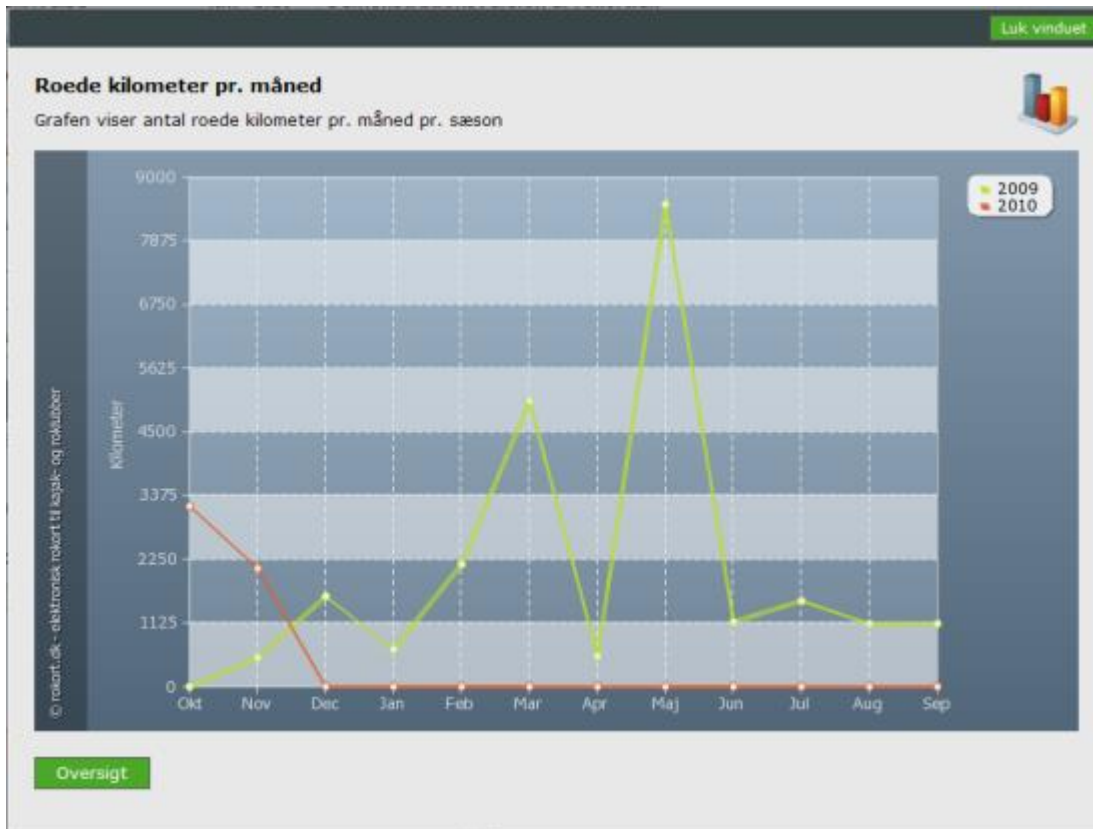 Luk vinduet
Roede kilometer pr. måned
Grafen viser antal roede kilometer pr. måned pr. sæson
9000
7875
6750
5625
4500
3375
2250
1125
0
Kilometer
© rokort.dk - elektronisk rokort til kajak- og roklubber
2009
2010
Okt Nov Dec Jan Feb Mar Apr Maj Jun Jul Aug Sep
Oversigt